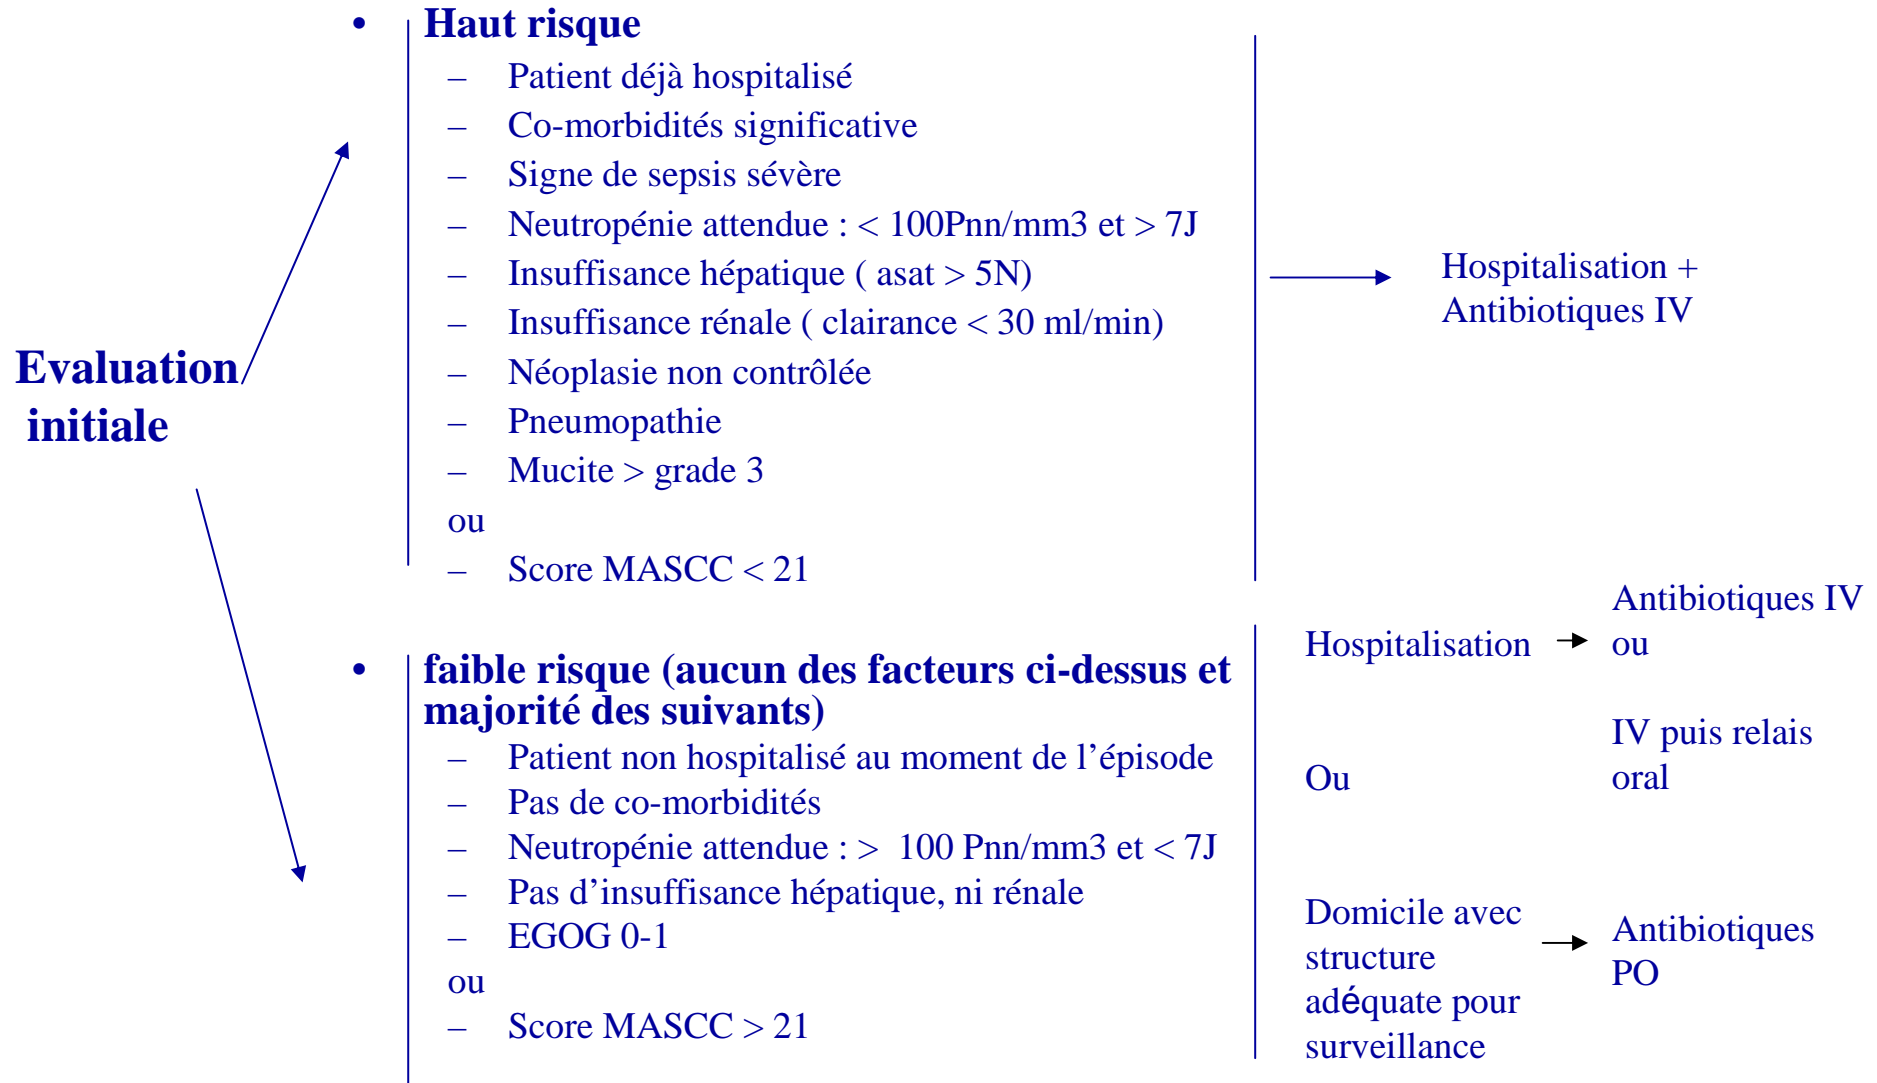 Evaluation
initiale
• Haut risque
– Patient déjà hospitalisé
– Co-morbidités significative
– Signe de sepsis sévère
– Neutropénie attendue : < 100Pnn/mm3 et > 7J
– Insuffisance hépatique ( asat > 5N)
– Insuffisance rénale ( clairance < 30 ml/min)
– Néoplasie non contrôlée
– Pneumopathie
– Mucite > grade 3
ou
– Score MASCC < 21
Hospitalisation +
Antibiotiques IV
• faible risque (aucun des facteurs ci-dessus et
majorité des suivants)
– Patient non hospitalisé au moment de l’épisode
– Pas de co-morbidités
– Neutropénie attendue : > 100 Pnn/mm3 et < 7J
– Pas d’insuffisance hépatique, ni rénale
– EGOG 0-1
ou
– Score MASCC > 21
Hospitalisation
Antibiotiques IV
ou
IV puis relais
oral
Ou
Domicile avec
structure
adéquate pour
surveillance
Antibiotiques
PO